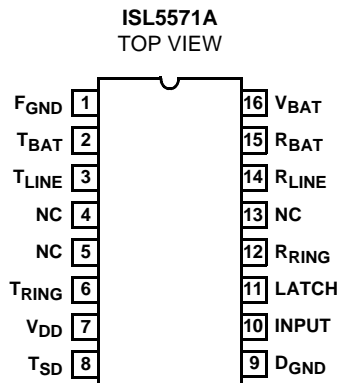 ISL5571A
TOP VIEW
FGND 1 16 VBAT
TBAT 2 15 RBAT
TLINE 3 14 RLINE
NC 4 13 NC
NC 5 12 RRING
TRING 6 11 LATCH
VDD 7 10 INPUT
TSD 8 9 DGND